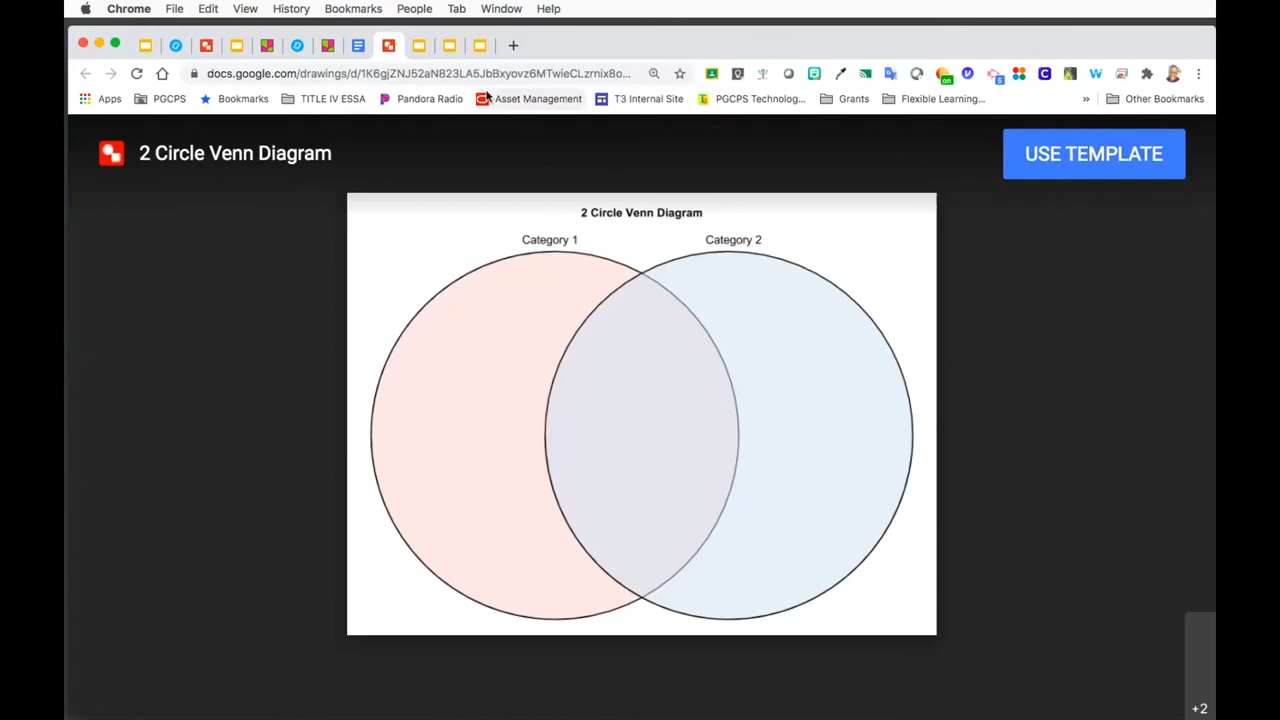 Chrome File Edit View History Bookmarks People Tab Window Help
docs.google.com/drawings/d/1K6gjZNJ52aN823LA5JbBxyovz6MTwieCLzrnix8o...
on
5
Apps PGCPS Bookmarks TITLE IV ESSA Pandora Radio Asset Management T3 Internal Site PGCPS Technolog... Grants Flexible Learning... » Other Bookmarks
2 Circle Venn Diagram
USE TEMPLATE
2 Circle Venn Diagram
Category 1 Category 2
+2